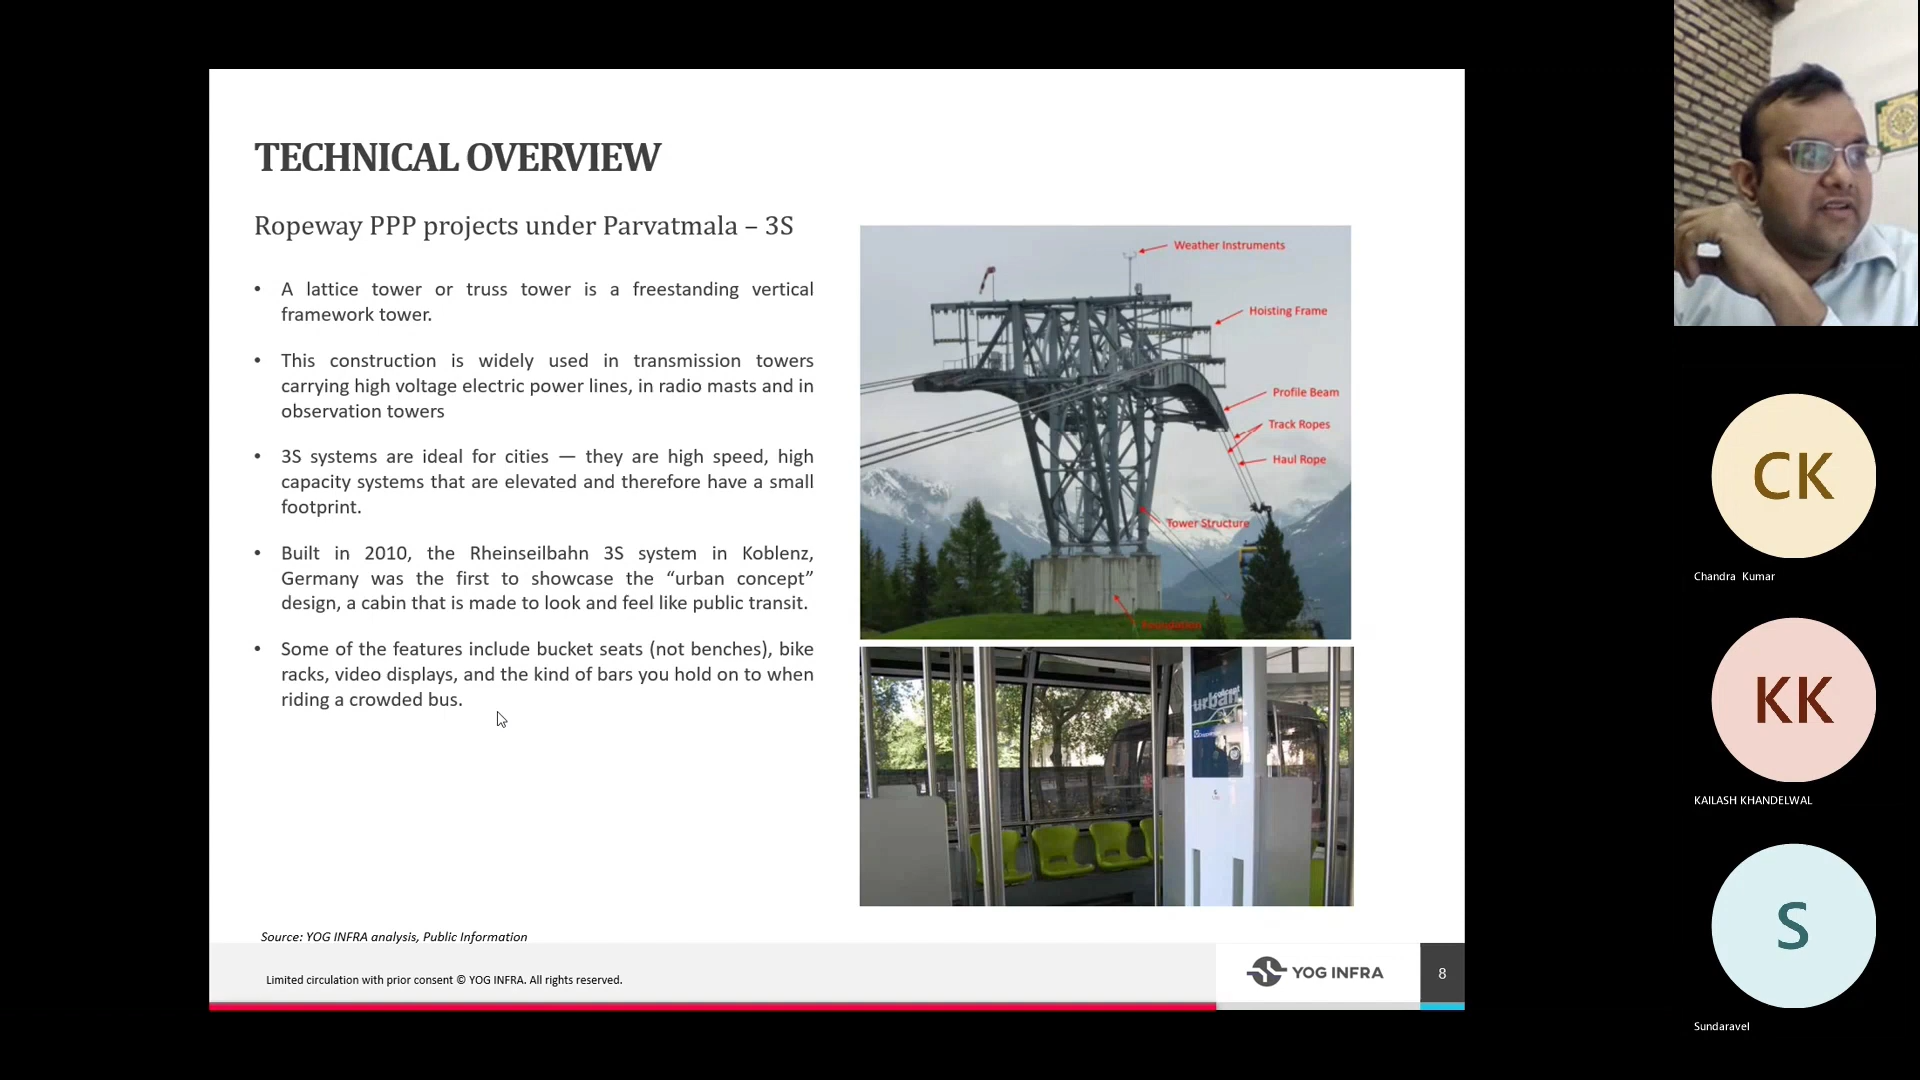 TECHNICAL OVERVIEW
Ropeway PPP projects under Parvatmala – 3S
• A lattice tower or truss tower is a freestanding vertical
framework tower.
• This construction is widely used in transmission towers
carrying high voltage electric power lines, in radio masts and in
observation towers
• 3S systems are ideal for cities — they are high speed, high
capacity systems that are elevated and therefore have a small
footprint.
• Built in 2010, the Rheinseilbahn 3S system in Koblenz,
Germany was the first to showcase the “urban concept”
design, a cabin that is made to look and feel like public transit.
• Some of the features include bucket seats (not benches), bike
racks, video displays, and the kind of bars you hold on to when
riding a crowded bus.
Weather Instruments
Hoisting Frame
Profile Beam
Track Ropes
Haul Rope
Tower Structure
Foundation
concept
urban
Source: YOG INFRA analysis, Public Information
Limited circulation with prior consent © YOG INFRA. All rights reserved.
YOG INFRA
8
CK
Chandra Kumar
KK
KAILASH KHANDELWAL
S
Sundaravel